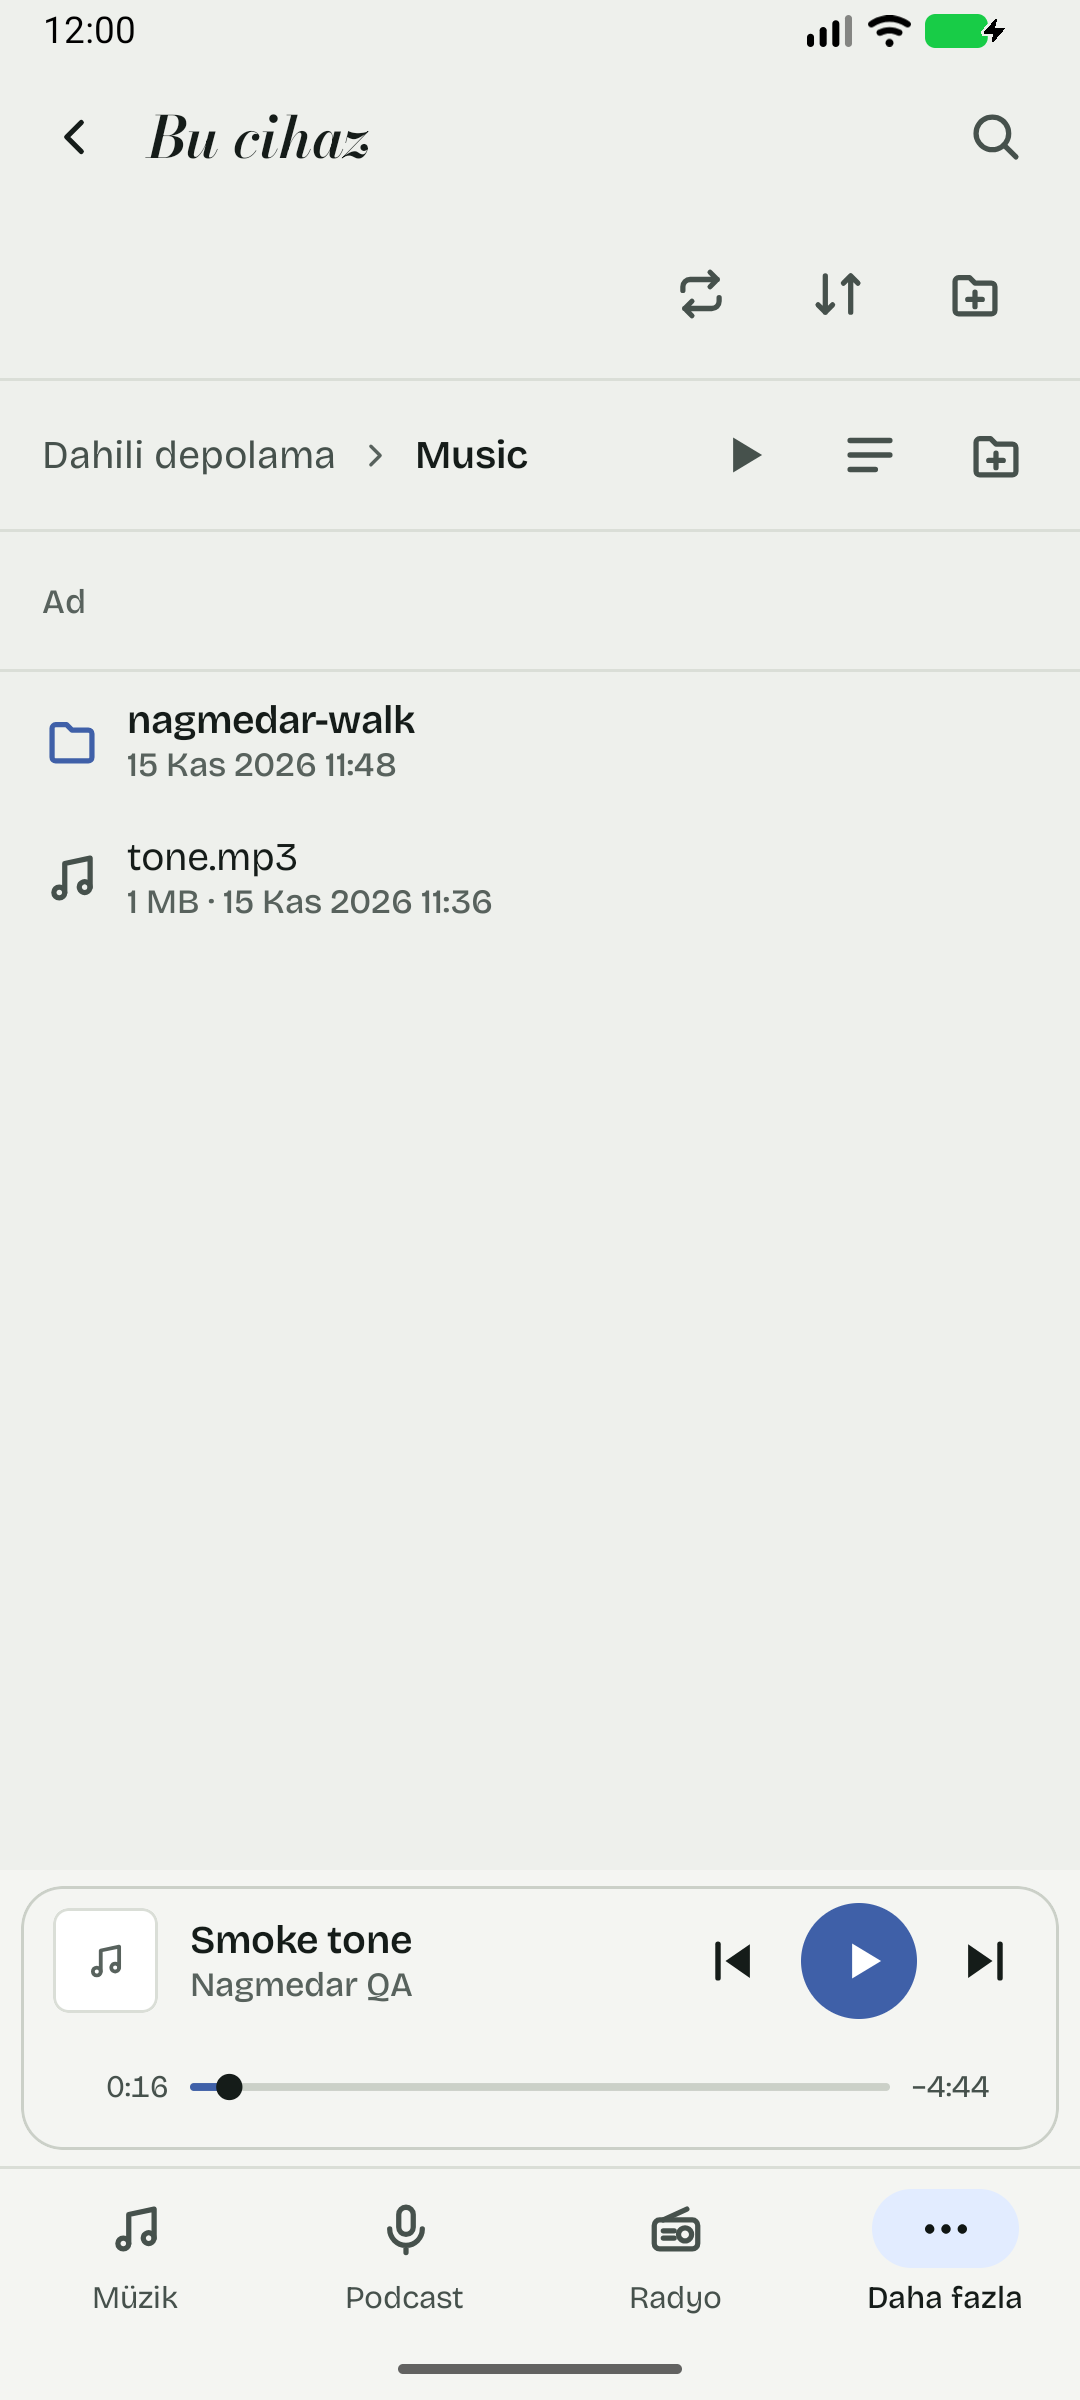 12:00
Bu cihaz
Dahili depolama
Music
Ad
nagmedar-walk
15 Kas 2026 11:48
tone.mp3
1 MB · 15 Kas 2026 11:36
Smoke tone
Nagmedar QA
0:16
−4:44
Müzik
Podcast
Radyo
Daha fazla